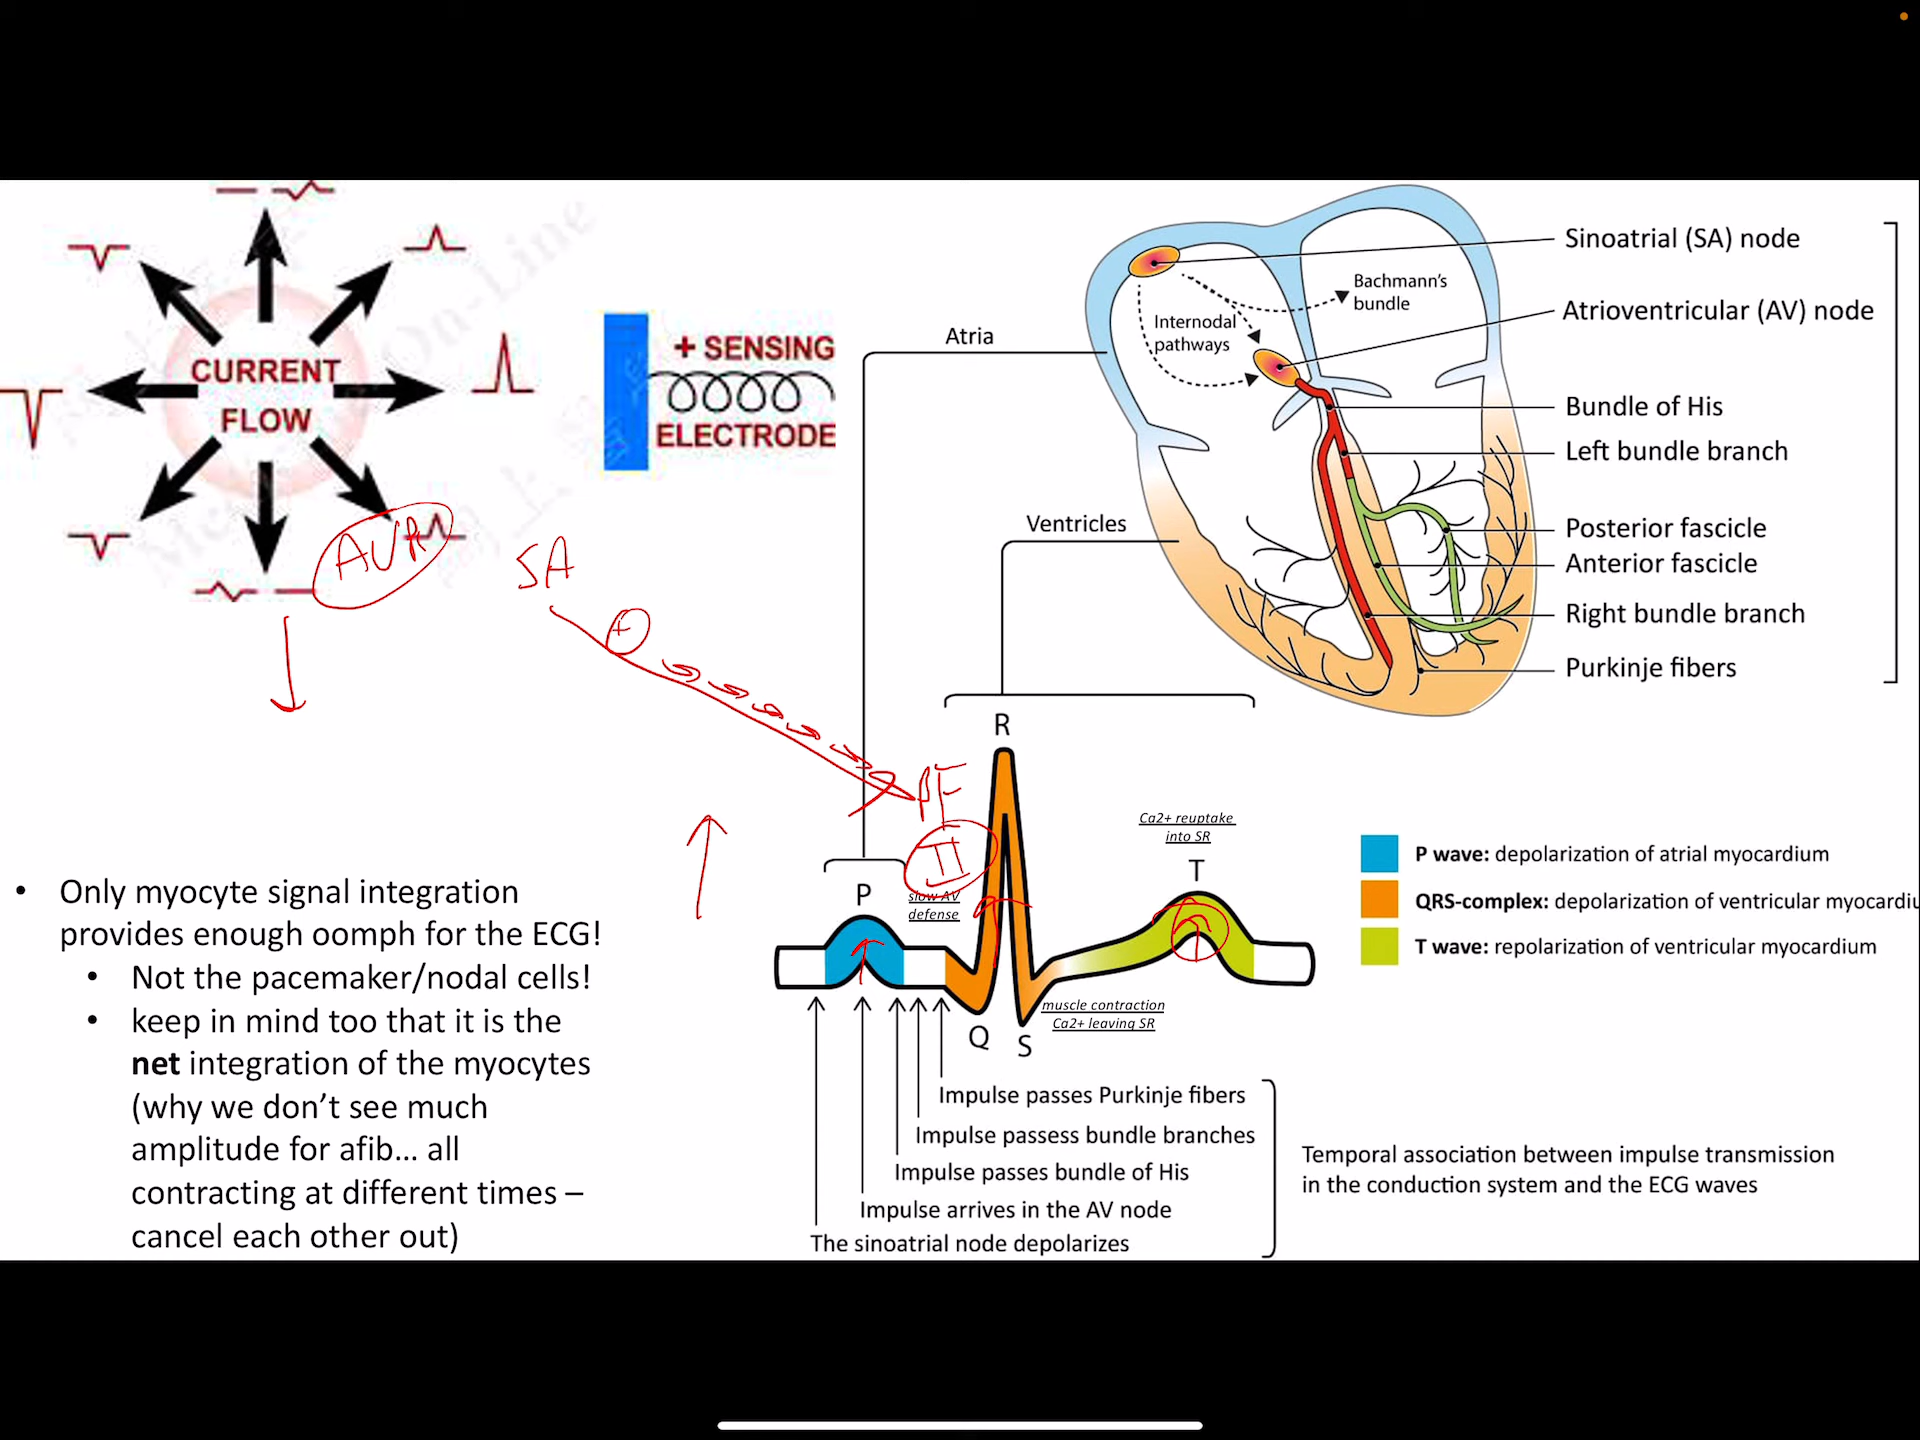 CURRENT
FLOW
+ SENSING
ELECTRODE
AVR
SA
+
PF
II
Atria
Ventricles
Internodal
pathways
Bachmann's
bundle
Sinoatrial (SA) node
Atrioventricular (AV) node
Bundle of His
Left bundle branch
Posterior fascicle
Anterior fascicle
Right bundle branch
Purkinje fibers
R
P
slow AV
defense
Ca2+ reuptake
into SR
T
Q
S
muscle contraction
Ca2+ leaving SR
P wave: depolarization of atrial myocardium
QRS-complex: depolarization of ventricular myocardiu
T wave: repolarization of ventricular myocardium
• Only myocyte signal integration
provides enough oomph for the ECG!
• Not the pacemaker/nodal cells!
• keep in mind too that it is the
net integration of the myocytes
(why we don't see much
amplitude for afib... all
contracting at different times –
cancel each other out)
Impulse passes Purkinje fibers
Impulse passess bundle branches
Impulse passes bundle of His
Impulse arrives in the AV node
The sinoatrial node depolarizes
Temporal association between impulse transmission
in the conduction system and the ECG waves